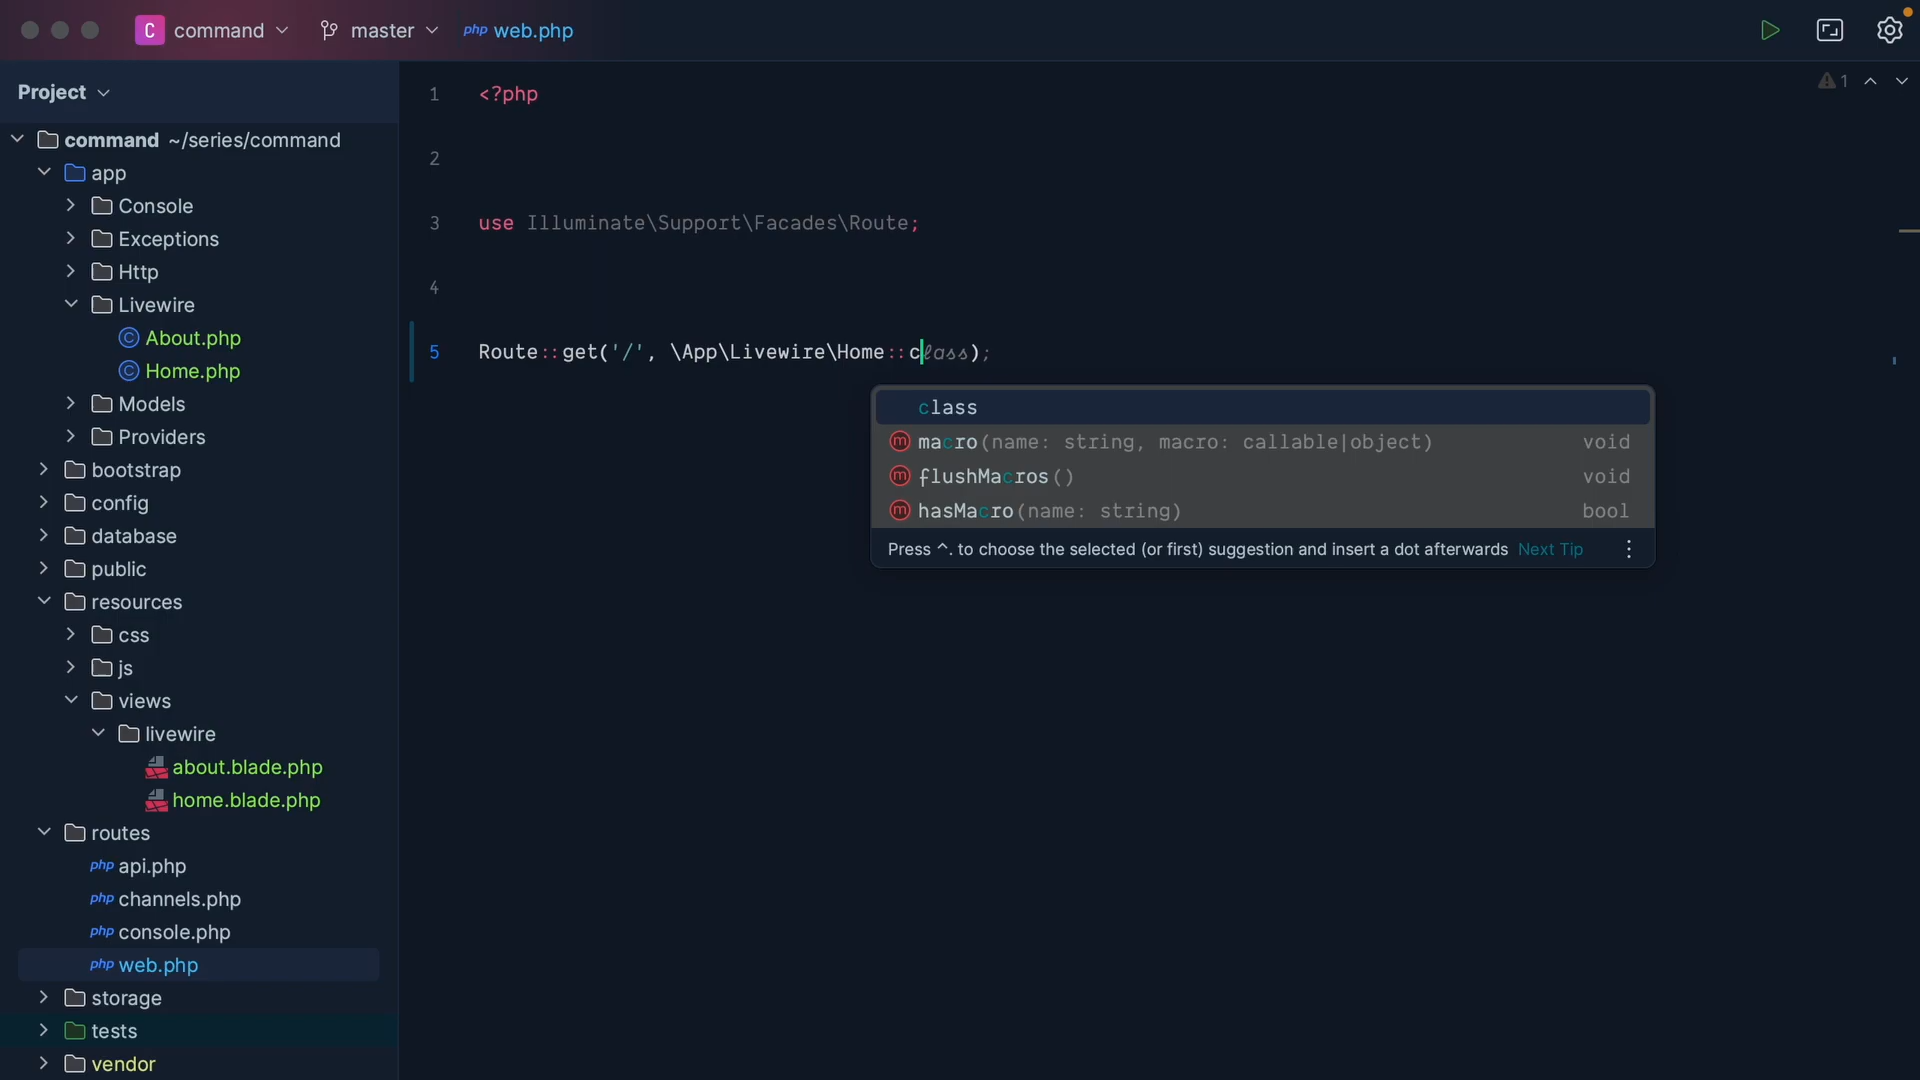 C command master php web.php
Project
1
command ~/series/command
app
Console
Exceptions
Http
Livewire
C About.php
C Home.php
Models
Providers
bootstrap
config
database
public
resources
css
js
views
livewire
about.blade.php
home.blade.php
routes
php api.php
php channels.php
php console.php
php web.php
storage
tests
vendor
1 <?php
2
3 use Illuminate\Support\Facades\Route;
4
5 Route::get('/', \App\Livewire\Home::class);
class
m macro(name: string, macro: callable|object) void
m flushMacros() void
m hasMacro(name: string) bool
Press ^. to choose the selected (or first) suggestion and insert a dot afterwards Next Tip